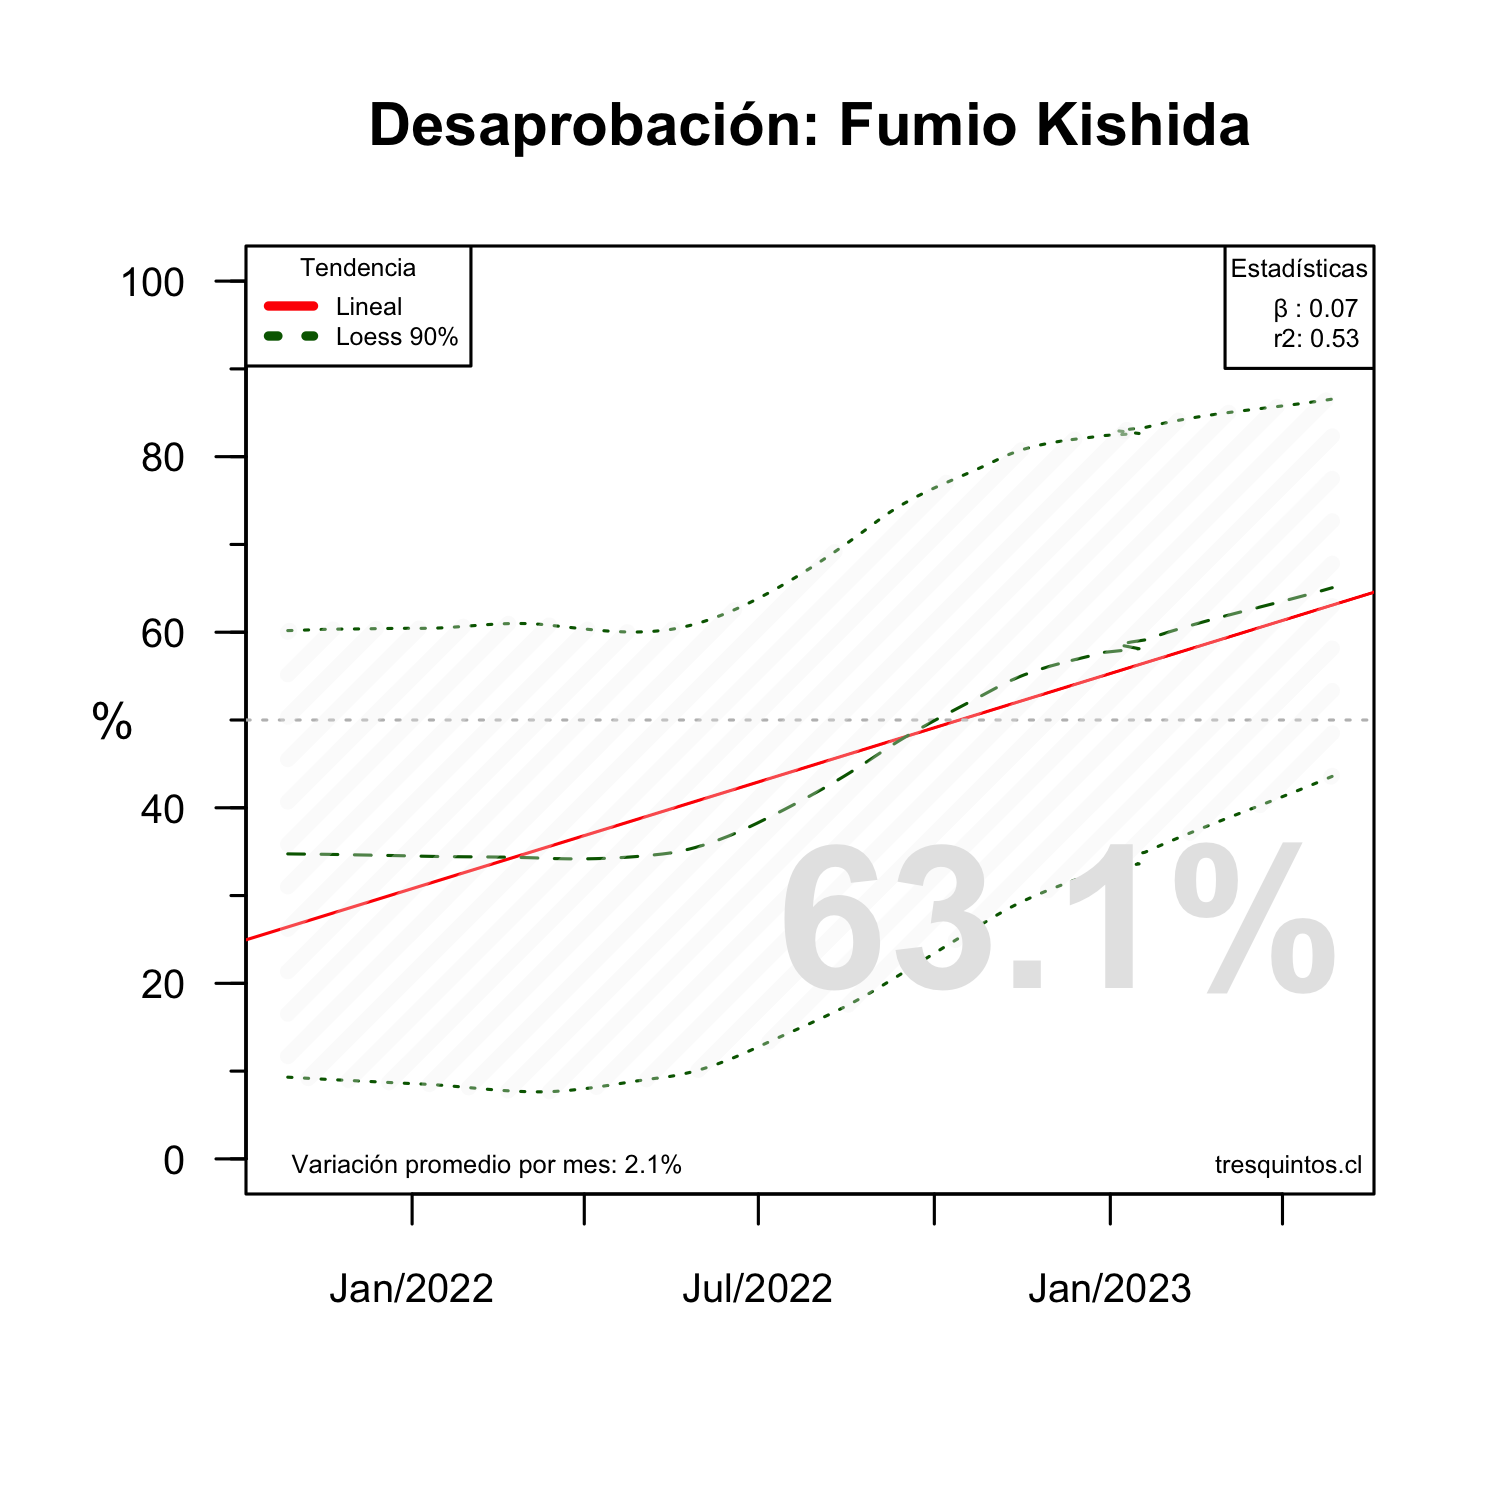 Desaprobación: Fumio Kishida
Tendencia
Lineal
Loess 90%
Estadísticas
β : 0.07
r2: 0.53
100
80
60
%
40
20
0
63.1%
Variación promedio por mes: 2.1%
tresquintos.cl
Jan/2022
Jul/2022
Jan/2023